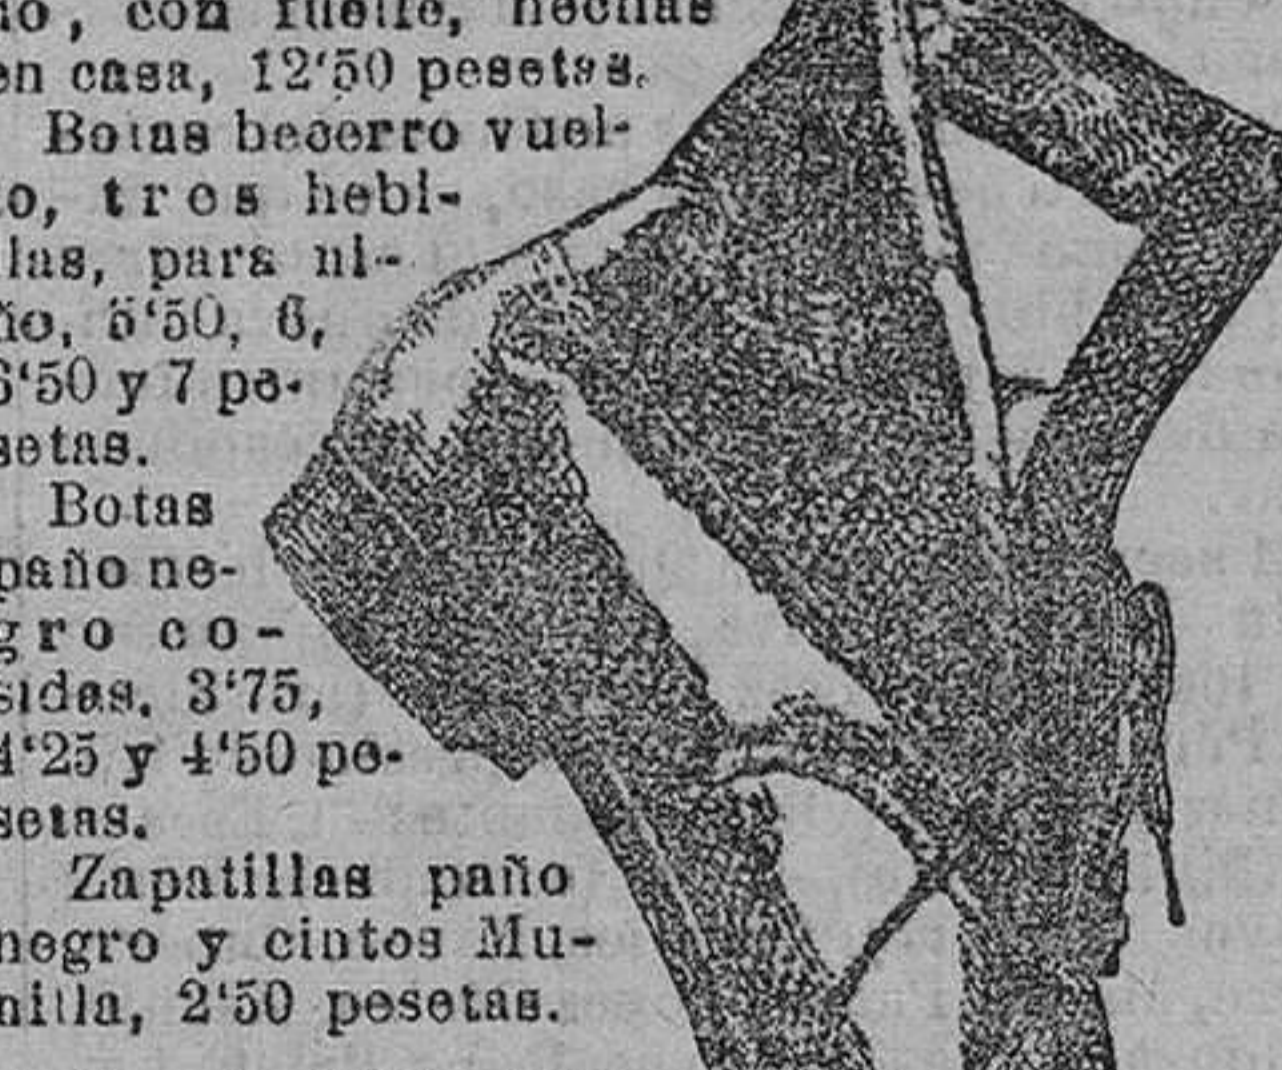 no, con fuelle, hechas
en casa, 12'50 pesetas.
Botas becerro vuel-
to, tres hebi-
llas, para ni-
ño, 5'50, 6,
6'50 y 7 pe-
setas.
Botas
paño ne-
gro co-
sidas, 3'75,
4'25 y 4'50 pe-
setas.
Zapatillas paño
negro y cintos Mu-
nilla, 2'50 pesetas.